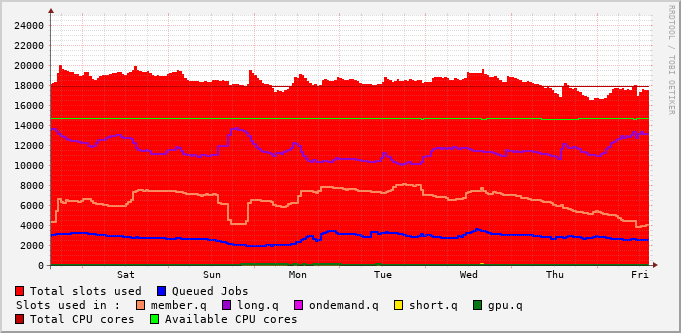 RRDTOOL / TOBI OETIKER
24000
22000
20000
18000
16000
14000
12000
10000
8000
6000
4000
2000
0
Sat Sun Mon Tue Wed Thu Fri
Total slots used Queued Jobs
Slots used in : member.q long.q ondemand.q short.q gpu.q
Total CPU cores Available CPU cores